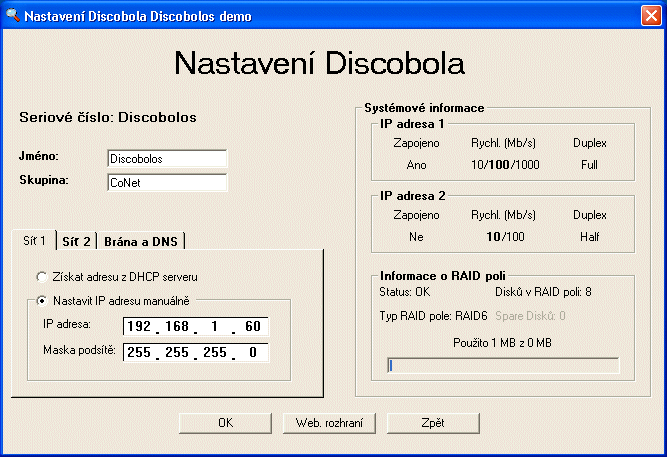 Nastavení Discobola Discobolos demo
Nastavení Discobola
Seriové číslo: Discobolos
Jméno: Discobolos
Skupina: CoNet
Síť 1 Síť 2 Brána a DNS
Získat adresu z DHCP serveru
Nastavit IP adresu manuálně
IP adresa: 192 . 168 . 1 . 60
Maska podsítě: 255 . 255 . 255 . 0
Systémové informace
IP adresa 1
Zapojeno Rychl. (Mb/s) Duplex
Ano 10/100/1000 Full
IP adresa 2
Zapojeno Rychl. (Mb/s) Duplex
Ne 10/100 Half
Informace o RAID poli
Status: OK Disků v RAID poli: 8
Typ RAID pole: RAID6 Spare Disků: 0
Použito 1 MB z 0 MB
OK Web. rozhraní Zpět